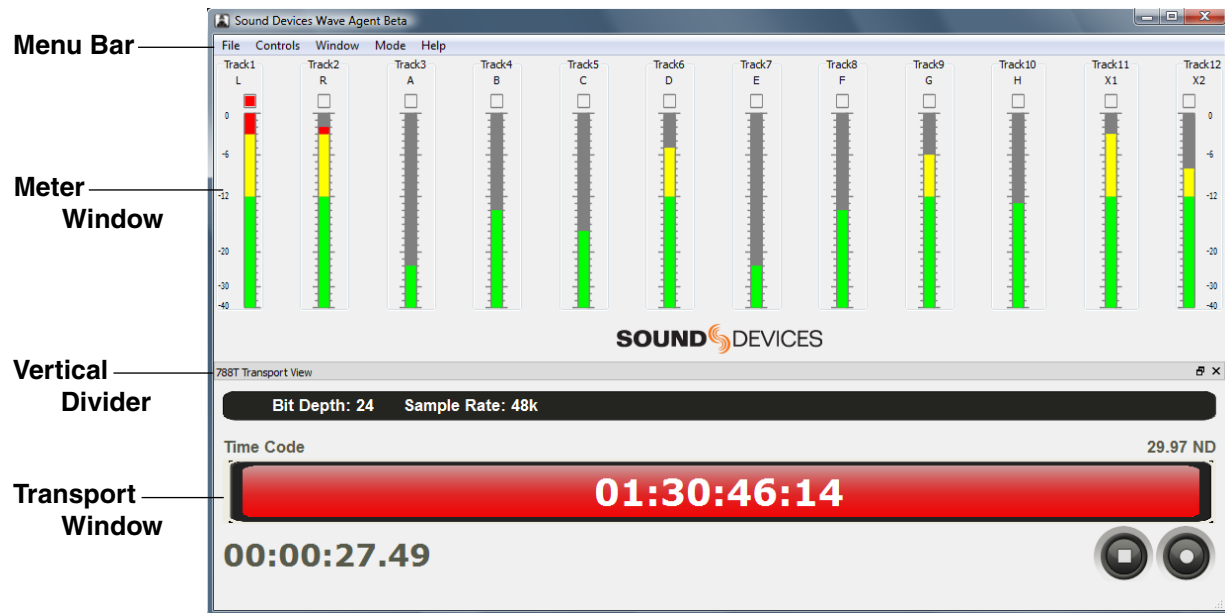 Sound Devices Wave Agent Beta
Menu Bar
File Controls Window Mode Help
Track1 Track2 Track3 Track4 Track5 Track6 Track7 Track8 Track9 Track10 Track11 Track12
L R A B C D E F G H X1 X2
0 0
-6 -6
Meter
Window
-12 -12
-20 -20
-30 -30
-40 -40
SOUND DEVICES
Vertical
Divider
788T Transport View
Bit Depth: 24 Sample Rate: 48k
Time Code 29.97 ND
Transport
Window
01:30:46:14
00:00:27.49